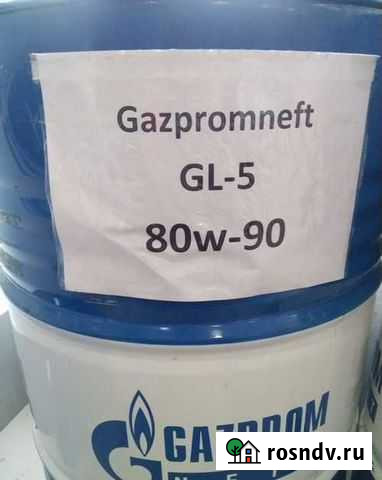 Gazpromneft
GL-5
80w-90
GAZPROM
rosndv.ru